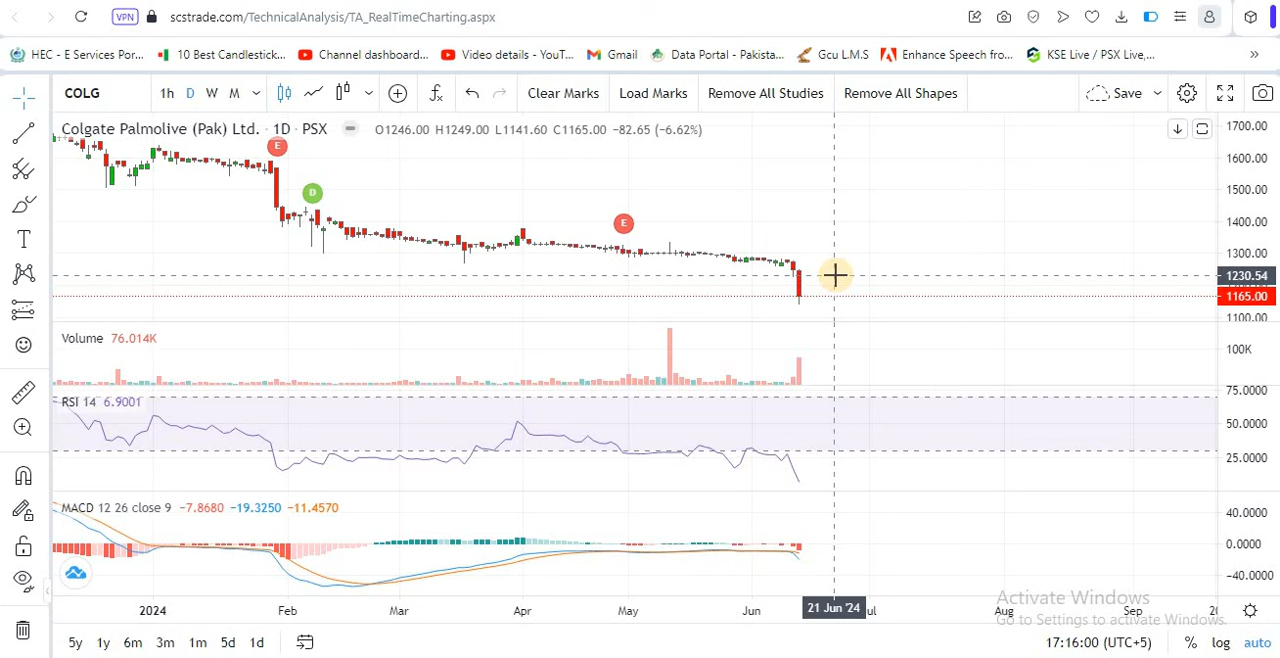 VPN scstrade.com/TechnicalAnalysis/TA_RealTimeCharting.aspx
HEC - E Services Por... 10 Best Candlestick... Channel dashboard... Video details - YouT... Gmail Data Portal - Pakista... Gcu L.M.S Enhance Speech fro... KSE Live / PSX Live,... »
COLG 1h D W M Clear Marks Load Marks Remove All Studies Remove All Shapes Save
Colgate Palmolive (Pak) Ltd. · 1D · PSX O1246.00 H1249.00 L1141.60 C1165.00 −82.65 (−6.62%)
1700.00
E
1600.00
D
1500.00
E
1400.00
1300.00
1230.54
1165.00
1100.00
Volume 76.014K
100K
75.0000
RSI 14 6.9001
50.0000
25.0000
MACD 12 26 close 9 −7.8680 −19.3250 −11.4570
40.0000
0.0000
−40.0000
Activate Windows
2024 Feb Mar Apr May Jun 21 Jun '24 ul Aug Sep
Go to Settings to activate Windows.
5y 1y 6m 3m 1m 5d 1d 17:16:00 (UTC+5) % log auto